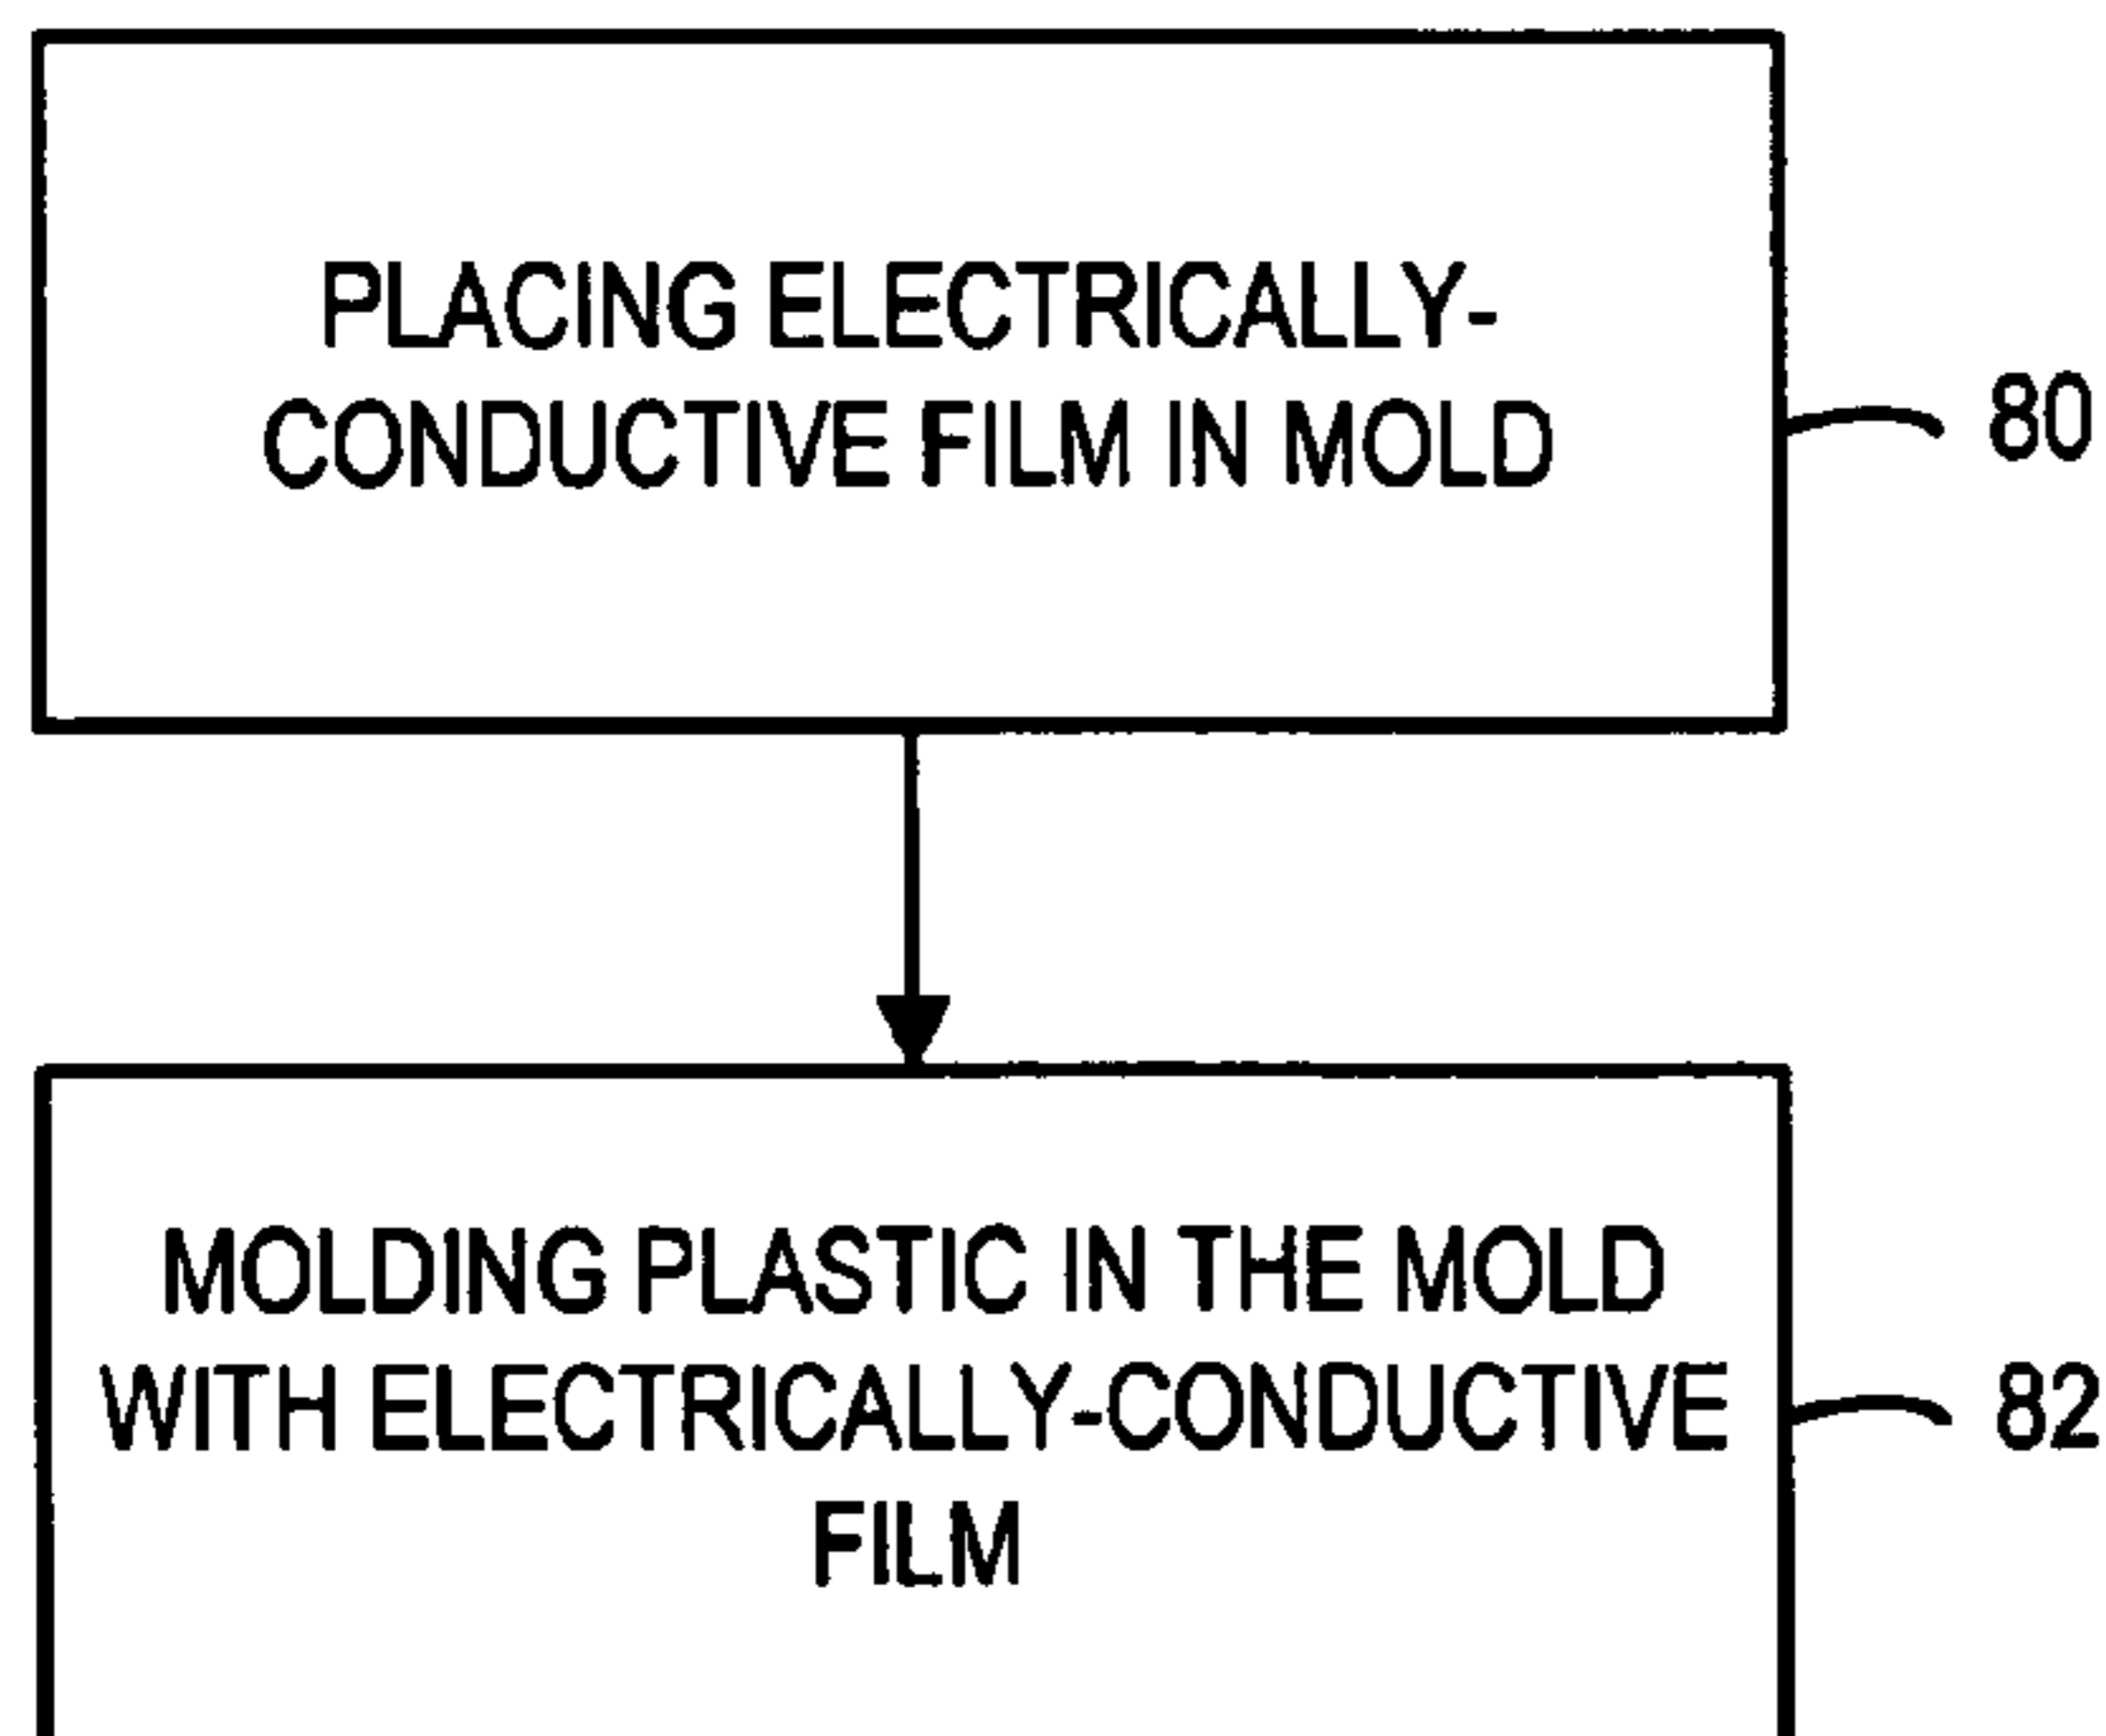 PLACING ELECTRICALLY-
CONDUCTIVE FILM IN MOLD
80
MOLDING PLASTIC IN THE MOLD
WITH ELECTRICALLY-CONDUCTIVE
82
FILM